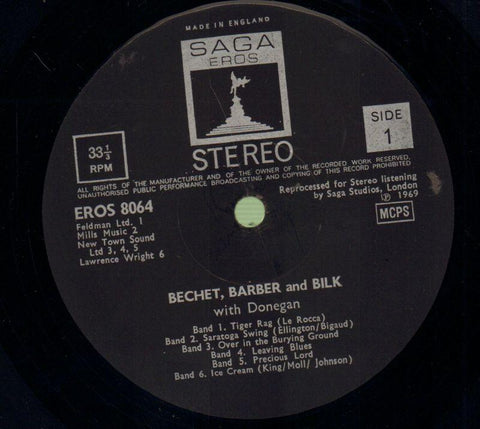 MADE IN ENGLAND
SAGA
EROS
STEREO
33⅓
RPM
SIDE
1
ALL RIGHTS OF THE MANUFACTURER AND OF THE OWNER OF THE RECORDED WORK RESERVED.
UNAUTHORISED PUBLIC PERFORMANCE BROADCASTING AND COPYING OF THIS RECORD PROHIBITED
EROS 8064
Feldman Ltd. 1
Mills Music 2
New Town Sound
Ltd 3, 4, 5
Lawrence Wright 6
Reprocessed for Stereo listening
by Saga Studios, London
℗ 1969
MCPS
BECHET, BARBER and BILK
with Donegan
Band 1. Tiger Rag (Le Rocca)
Band 2. Saratoga Swing (Ellington/Bigaud)
Band 3. Over in the Burying Ground
Band 4. Leaving Blues
Band 5. Precious Lord
Band 6. Ice Cream (King/Moll/ Johnson)